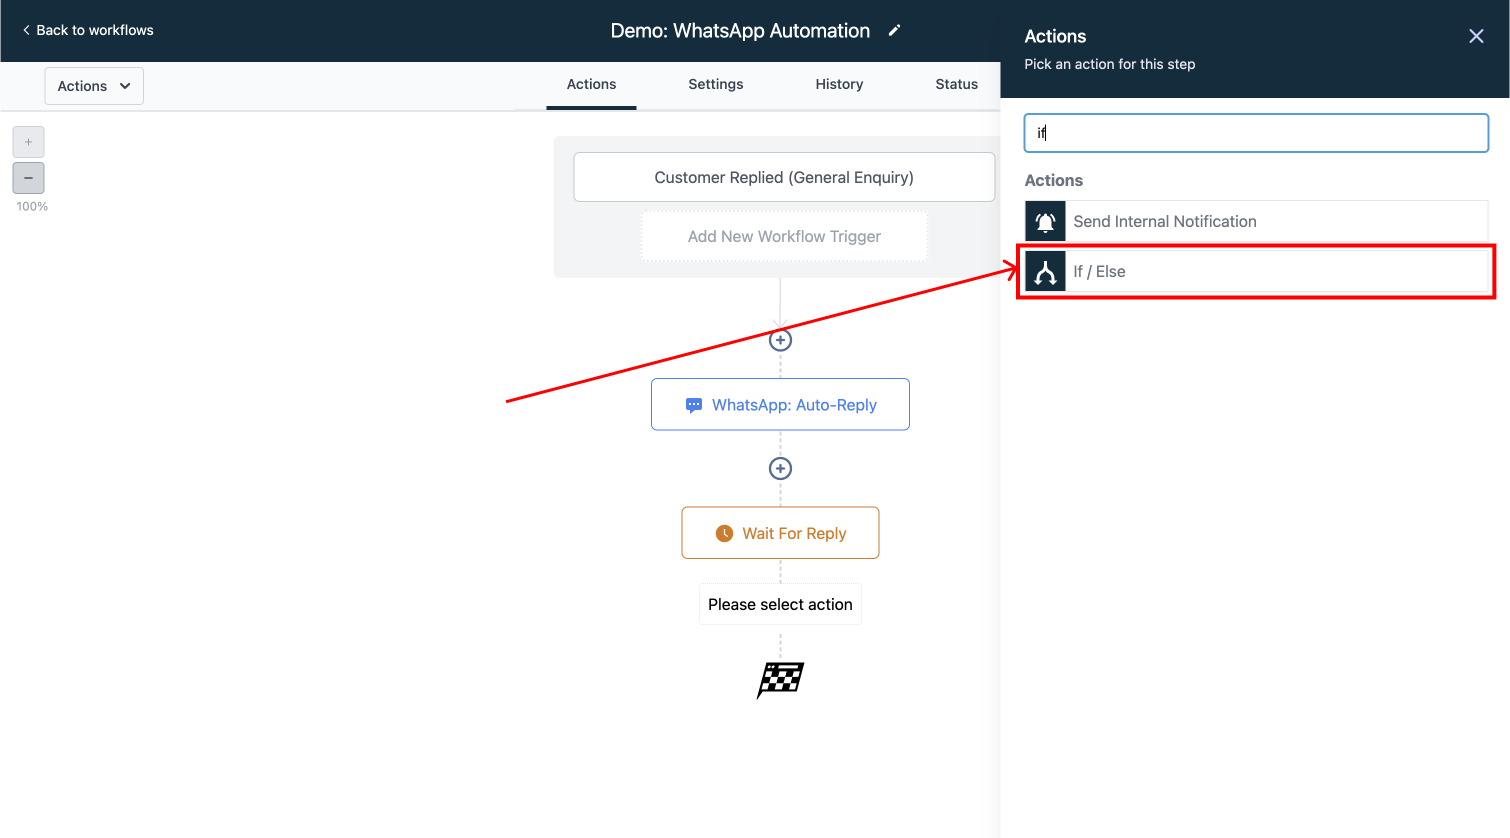 Back to workflows
Demo: WhatsApp Automation
Actions
Pick an action for this step
Actions
Actions
Settings
History
Status
if
+
−
100%
Customer Replied (General Enquiry)
Add New Workflow Trigger
WhatsApp: Auto-Reply
Wait For Reply
Please select action
Actions
Send Internal Notification
If / Else